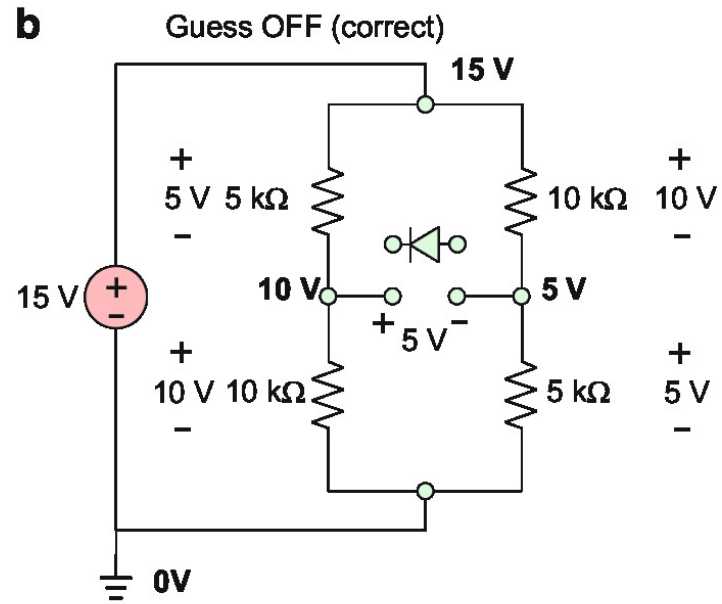 b
Guess OFF (correct)
15 V
+ +
5 V 5 kΩ 10 kΩ 10 V
− −
10 V 5 V
15 V + −
+ 5 V −
+ +
10 V 10 kΩ 5 kΩ 5 V
− −
0V